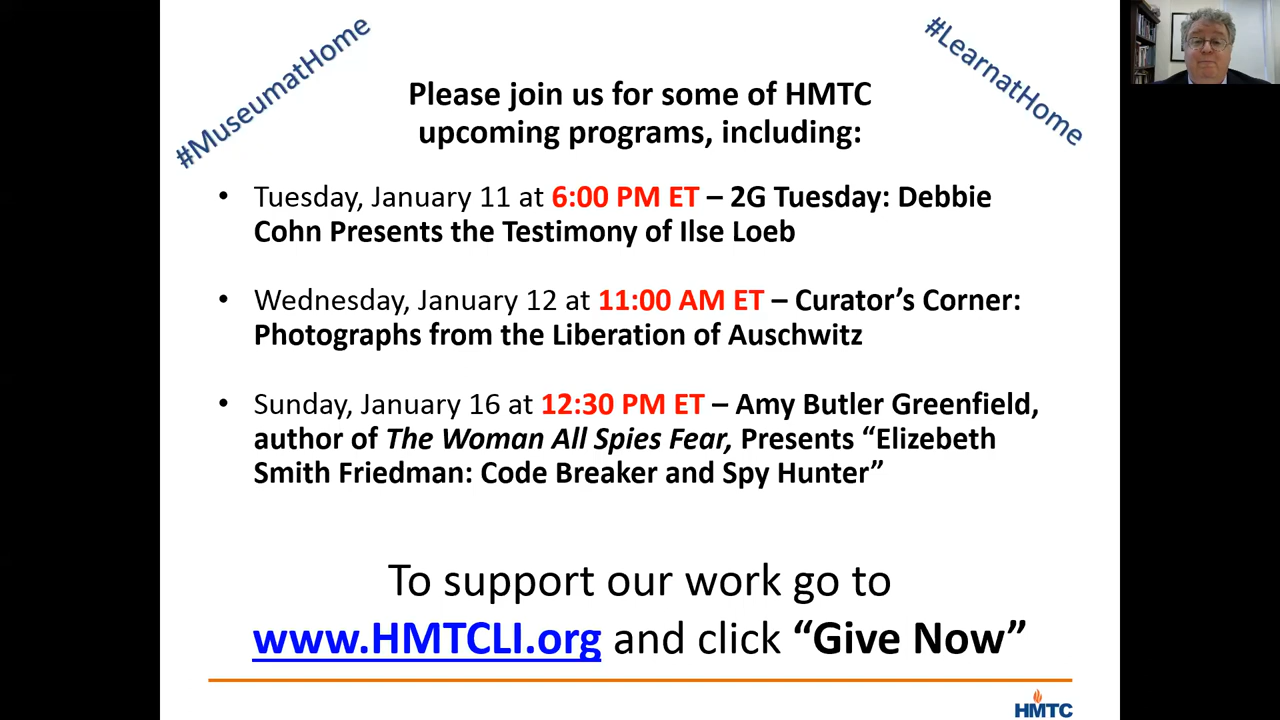 #MuseumatHome
#LearnatHome
Please join us for some of HMTC
upcoming programs, including:
• Tuesday, January 11 at 6:00 PM ET – 2G Tuesday: Debbie
Cohn Presents the Testimony of Ilse Loeb
• Wednesday, January 12 at 11:00 AM ET – Curator’s Corner:
Photographs from the Liberation of Auschwitz
• Sunday, January 16 at 12:30 PM ET – Amy Butler Greenfield,
author of The Woman All Spies Fear, Presents “Elizebeth
Smith Friedman: Code Breaker and Spy Hunter”
To support our work go to
www.HMTCLI.org and click “Give Now”
HMTC